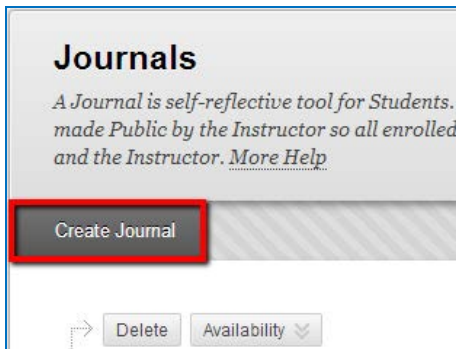 Journals
A Journal is self-reflective tool for Students.
made Public by the Instructor so all enrolled
and the Instructor. More Help
Create Journal
Delete Availability